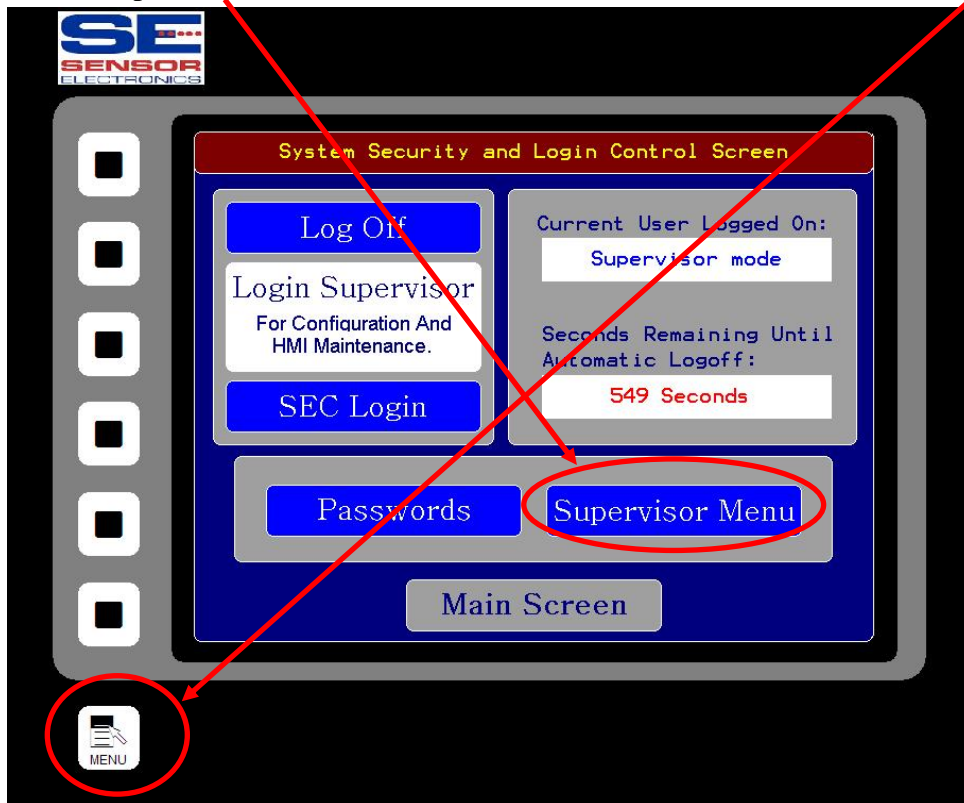 SE
SENSOR
ELECTRONICS
System Security and Login Control Screen
Log Off
Login Supervisor
For Configuration And
HMI Maintenance.
SEC Login
Current User Logged On:
Supervisor mode
Seconds Remaining Until
Automatic Logoff:
549 Seconds
Passwords
Supervisor Menu
Main Screen
MENU